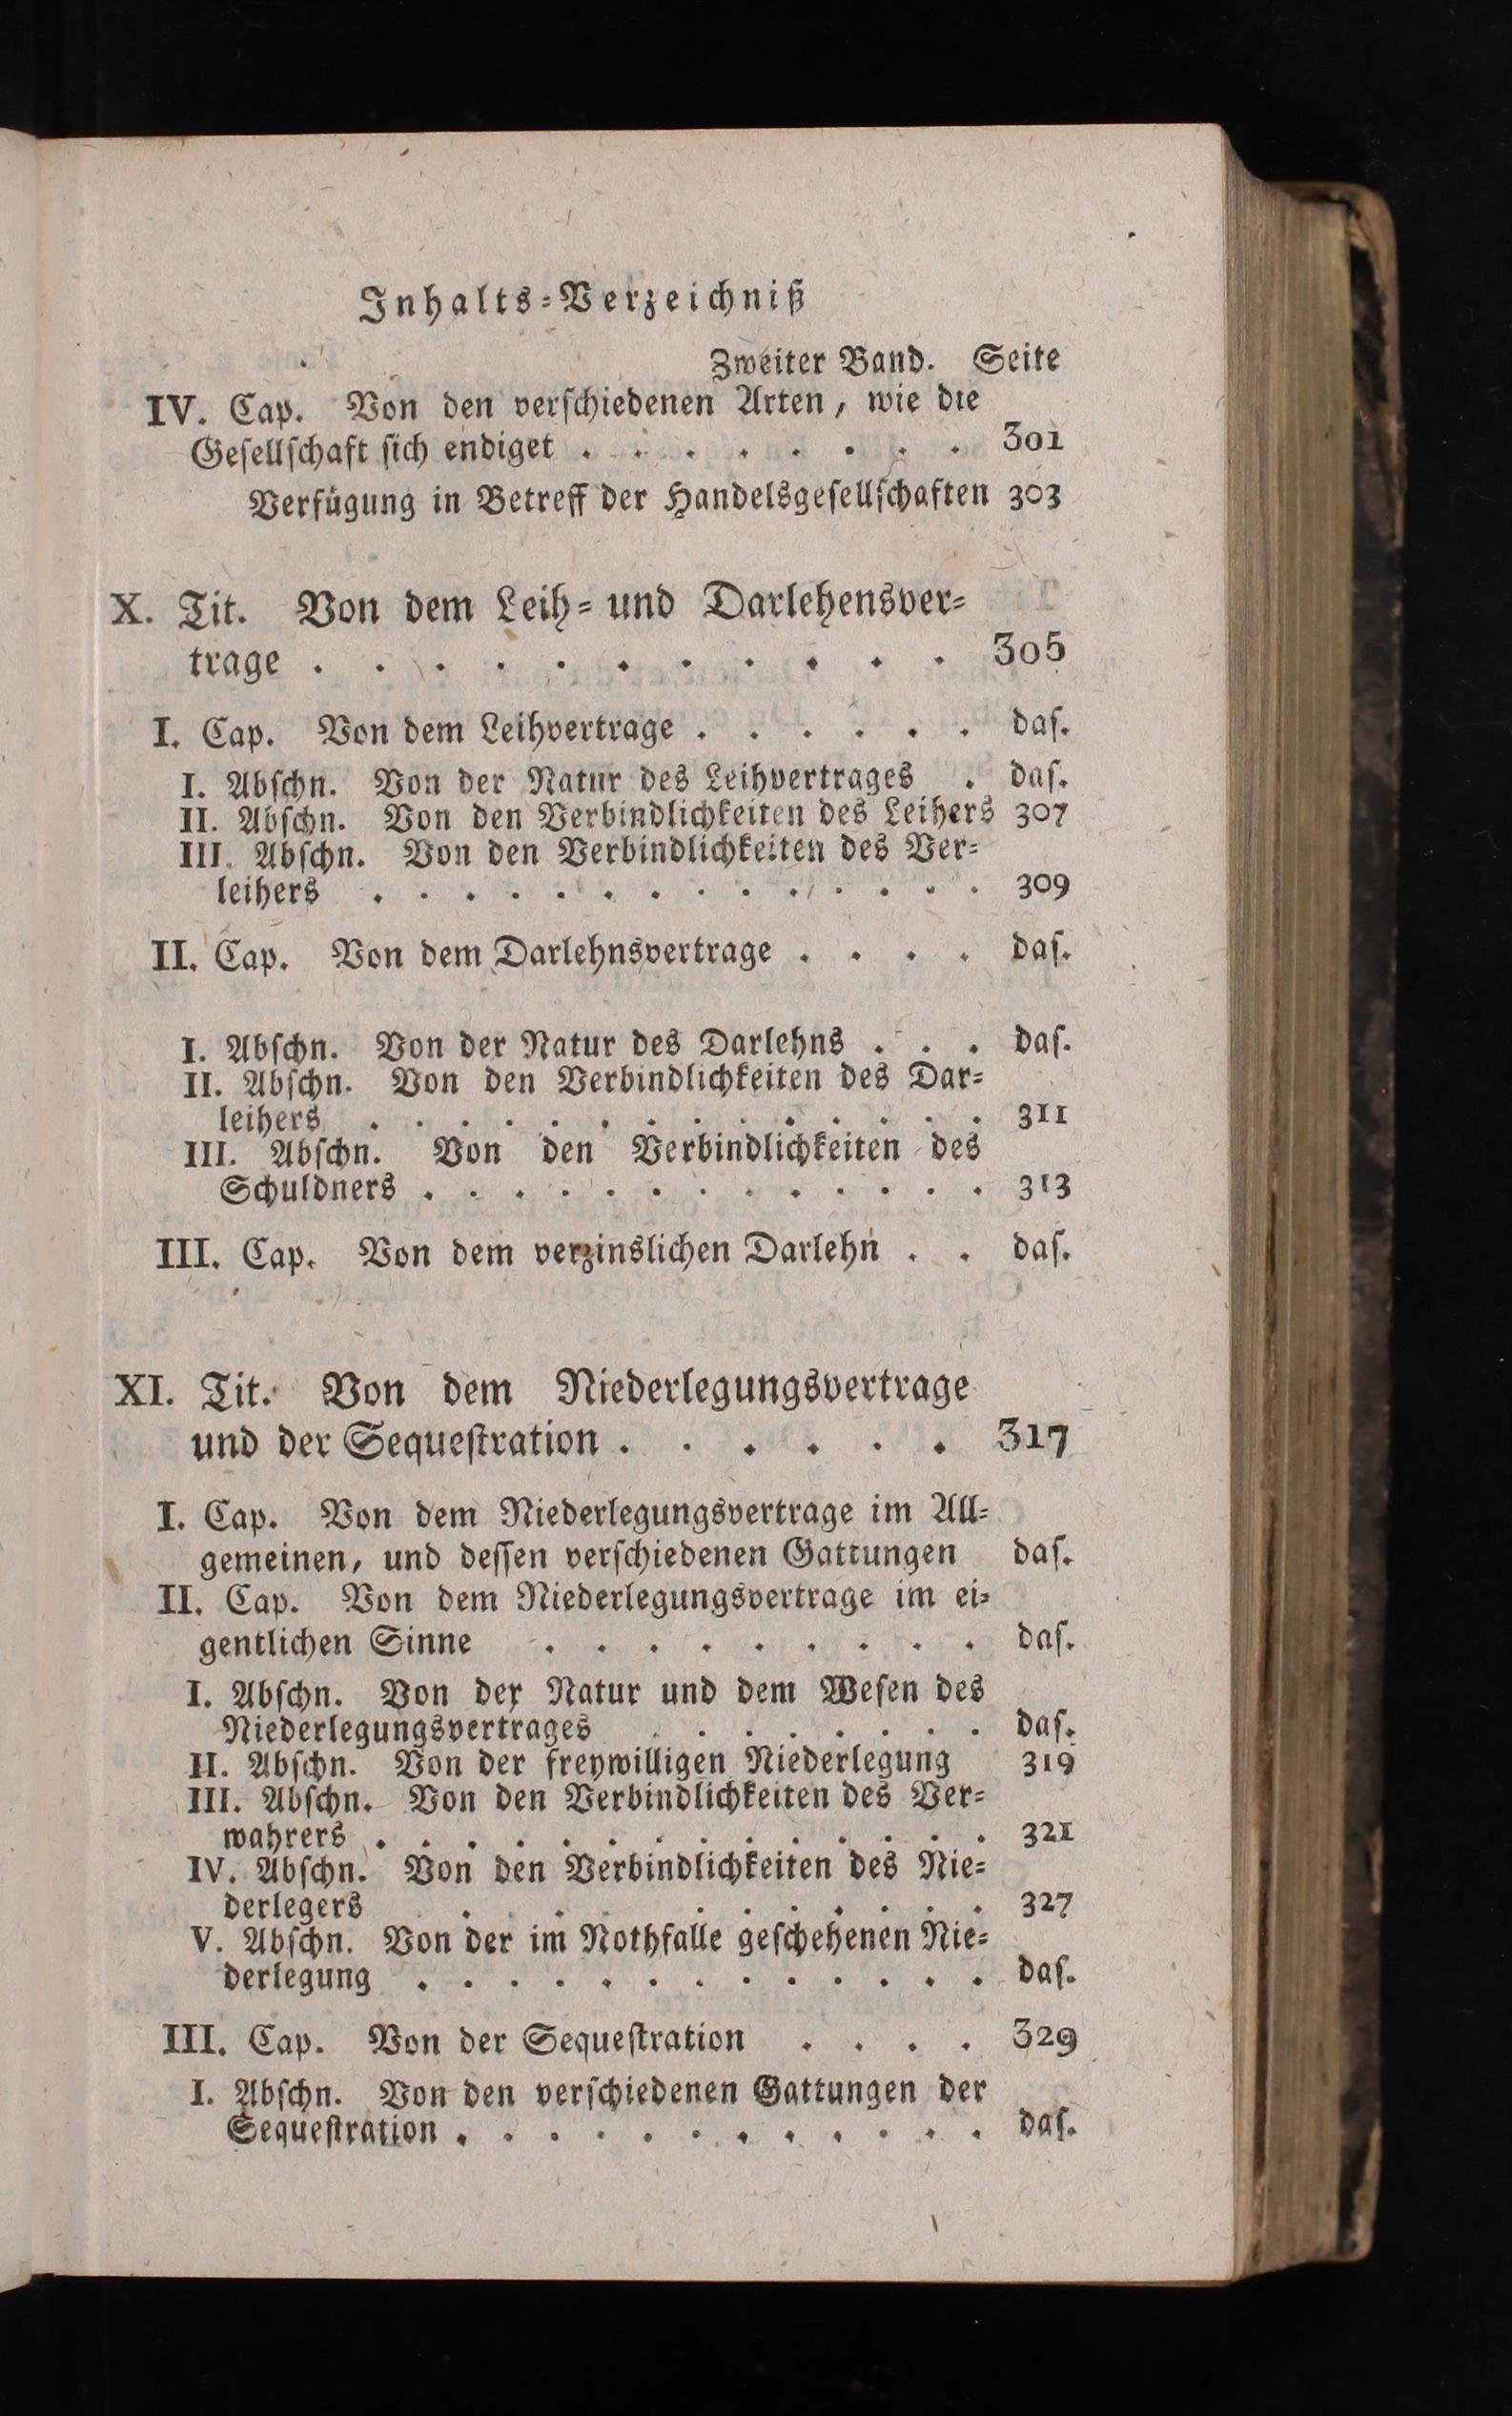 Inhalts=Verzeichniß
Zweiter Band. Seite
IV. Cap. Von den verſchiedenen Arten, wie die
Geſellſchaft ſich endiget . . . . . . . . 301
Verfügung in Betreff der Handelsgeſellſchaften 303
X. Tit. Von dem Leih= und Darlehensver=
trage . . . . . . . . . . . 305
I. Cap. Von dem Leihvertrage . . . . . . daſ.
I. Abſchn. Von der Natur des Leihvertrages . daſ.
II. Abſchn. Von den Verbindlichkeiten des Leihers 307
III. Abſchn. Von den Verbindlichkeiten des Ver=
leihers . . . . . . . . . . . . . . 309
II. Cap. Von dem Darlehnsvertrage . . . . daſ.
I. Abſchn. Von der Natur des Darlehns . . . daſ.
II. Abſchn. Von den Verbindlichkeiten des Dar=
leihers . . . . . . . . . . . . . . 311
III. Abſchn. Von den Verbindlichkeiten des
Schuldners . . . . . . . . . . . . . 313
III. Cap. Von dem verzinslichen Darlehn . . daſ.
XI. Tit. Von dem Niederlegungsvertrage
und der Sequeſtration . . . . . . 317
I. Cap. Von dem Niederlegungsvertrage im All=
gemeinen, und deſſen verſchiedenen Gattungen daſ.
II. Cap. Von dem Niederlegungsvertrage im ei=
gentlichen Sinne . . . . . . . . . daſ.
I. Abſchn. Von der Natur und dem Weſen des
Niederlegungsvertrages . . . . . . . . daſ.
II. Abſchn. Von der freywilligen Niederlegung 319
III. Abſchn. Von den Verbindlichkeiten des Ver=
wahrers . . . . . . . . . . . . . . 321
IV. Abſchn. Von den Verbindlichkeiten des Nie=
derlegers . . . . . . . . . . 327
V. Abſchn. Von der im Nothfalle geſchehenen Nie=
derlegung . . . . . . . . . . . . . daſ.
III. Cap. Von der Sequeſtration . . . . 329
I. Abſchn. Von den verſchiedenen Gattungen der
Sequeſtration . . . . . . . . . . . . daſ.